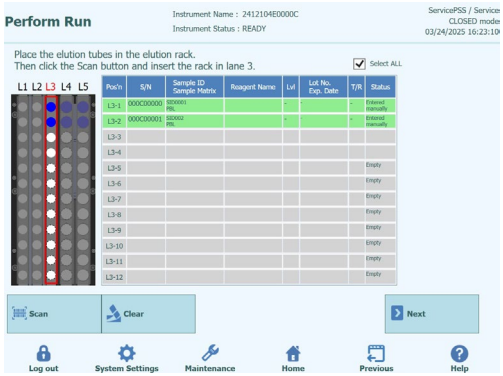 Perform Run
Instrument Name : 2412104E0000C
Instrument Status : READY
ServicePSS / Service
CLOSED mode
03/24/2025 16:23:10
Place the elution tubes in the elution rack.
Then click the Scan button and insert the rack in lane 3.
Select ALL
L1 L2 L3 L4 L5
Pos'n S/N Sample ID Sample Matrix Reagent Name Lvl Lot No. Exp. Date T/R Status
L3-1 000C00000 SID0001 PBL - - Entered manually
L3-2 000C00001 SID002 PBL - - Entered manually
L3-3
L3-4
L3-5 Empty
L3-6 Empty
L3-7 Empty
L3-8 Empty
L3-9 Empty
L3-10 Empty
L3-11 Empty
L3-12 Empty
Scan
Clear
Next
Log out
System Settings
Maintenance
Home
Previous
Help